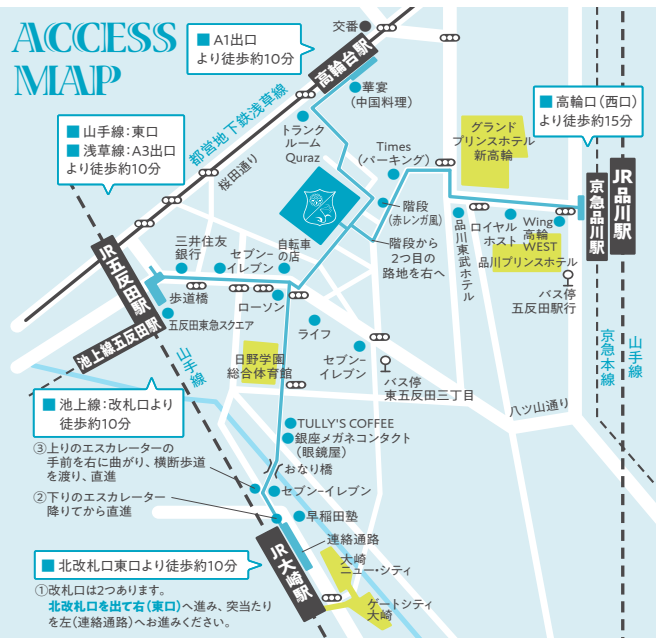 ACCESS
MAP
交番
A1出口
より徒歩約10分
高輪台駅
華宴
(中国料理)
高輪口(西口)
より徒歩約15分
山手線:東口
浅草線:A3出口
より徒歩約10分
都営地下鉄浅草線
桜田通り
トランク
ルーム
Quraz
Times
(パーキング)
グランド
プリンスホテル
新高輪
京急品川駅
JR品川駅
階段
(赤レンガ風)
階段から
2つ目の
路地を右へ
品川東武ホテル
ロイヤル
ホスト
Wing
高輪
WEST
品川プリンスホテル
バス停
五反田駅行
JR五反田駅
三井住友
銀行
セブン-
イレブン
自転車
の店
歩道橋
五反田東急スクエア
ローソン
池上線五反田駅
山手線
ライフ
日野学園
総合体育館
セブン-
イレブン
バス停
東五反田三丁目
京急本線
山手線
八ツ山通り
池上線:改札口より
徒歩約10分
TULLY'S COFFEE
銀座メガネコンタクト
(眼鏡屋)
③上りのエスカレーターの
手前を右に曲がり、横断歩道
を渡り、直進
おなり橋
セブン-イレブン
②下りのエスカレーター
降りてから直進
早稲田塾
連絡通路
JR大崎駅
大崎
ニュー・シティ
ゲートシティ
大崎
北改札口東口より徒歩約10分
①改札口は2つあります。
北改札口を出て右(東口)へ進み、突当たり
を左(連絡通路)へお進みください。